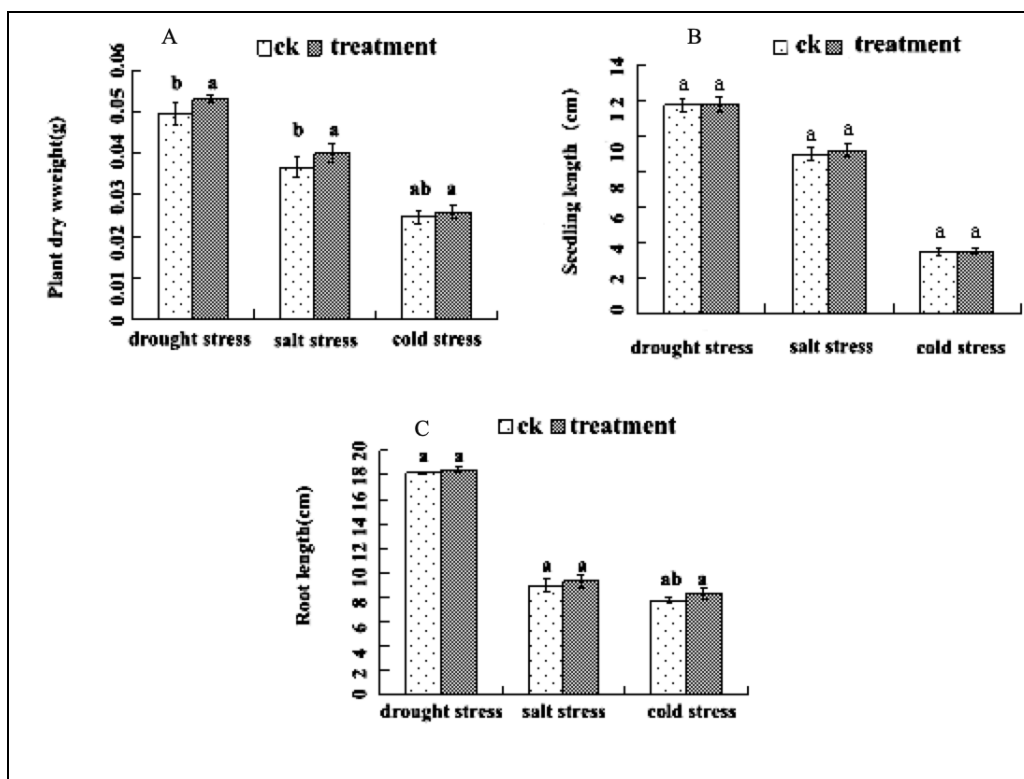 A
ck treatment
Plant dry wweight(g)
0.06
0.05
0.04
0.03
0.02
0.01
0
b a
b a
ab a
drought stress salt stress cold stress
B
ck treatment
Seedling length (cm)
14
12
10
8
6
4
2
0
a a
a a
a a
drought stress salt stress cold stress
C
ck treatment
Root length(cm)
20
18
16
14
12
10
8
6
4
2
0
a a
a a
ab a
drought stress salt stress cold stress